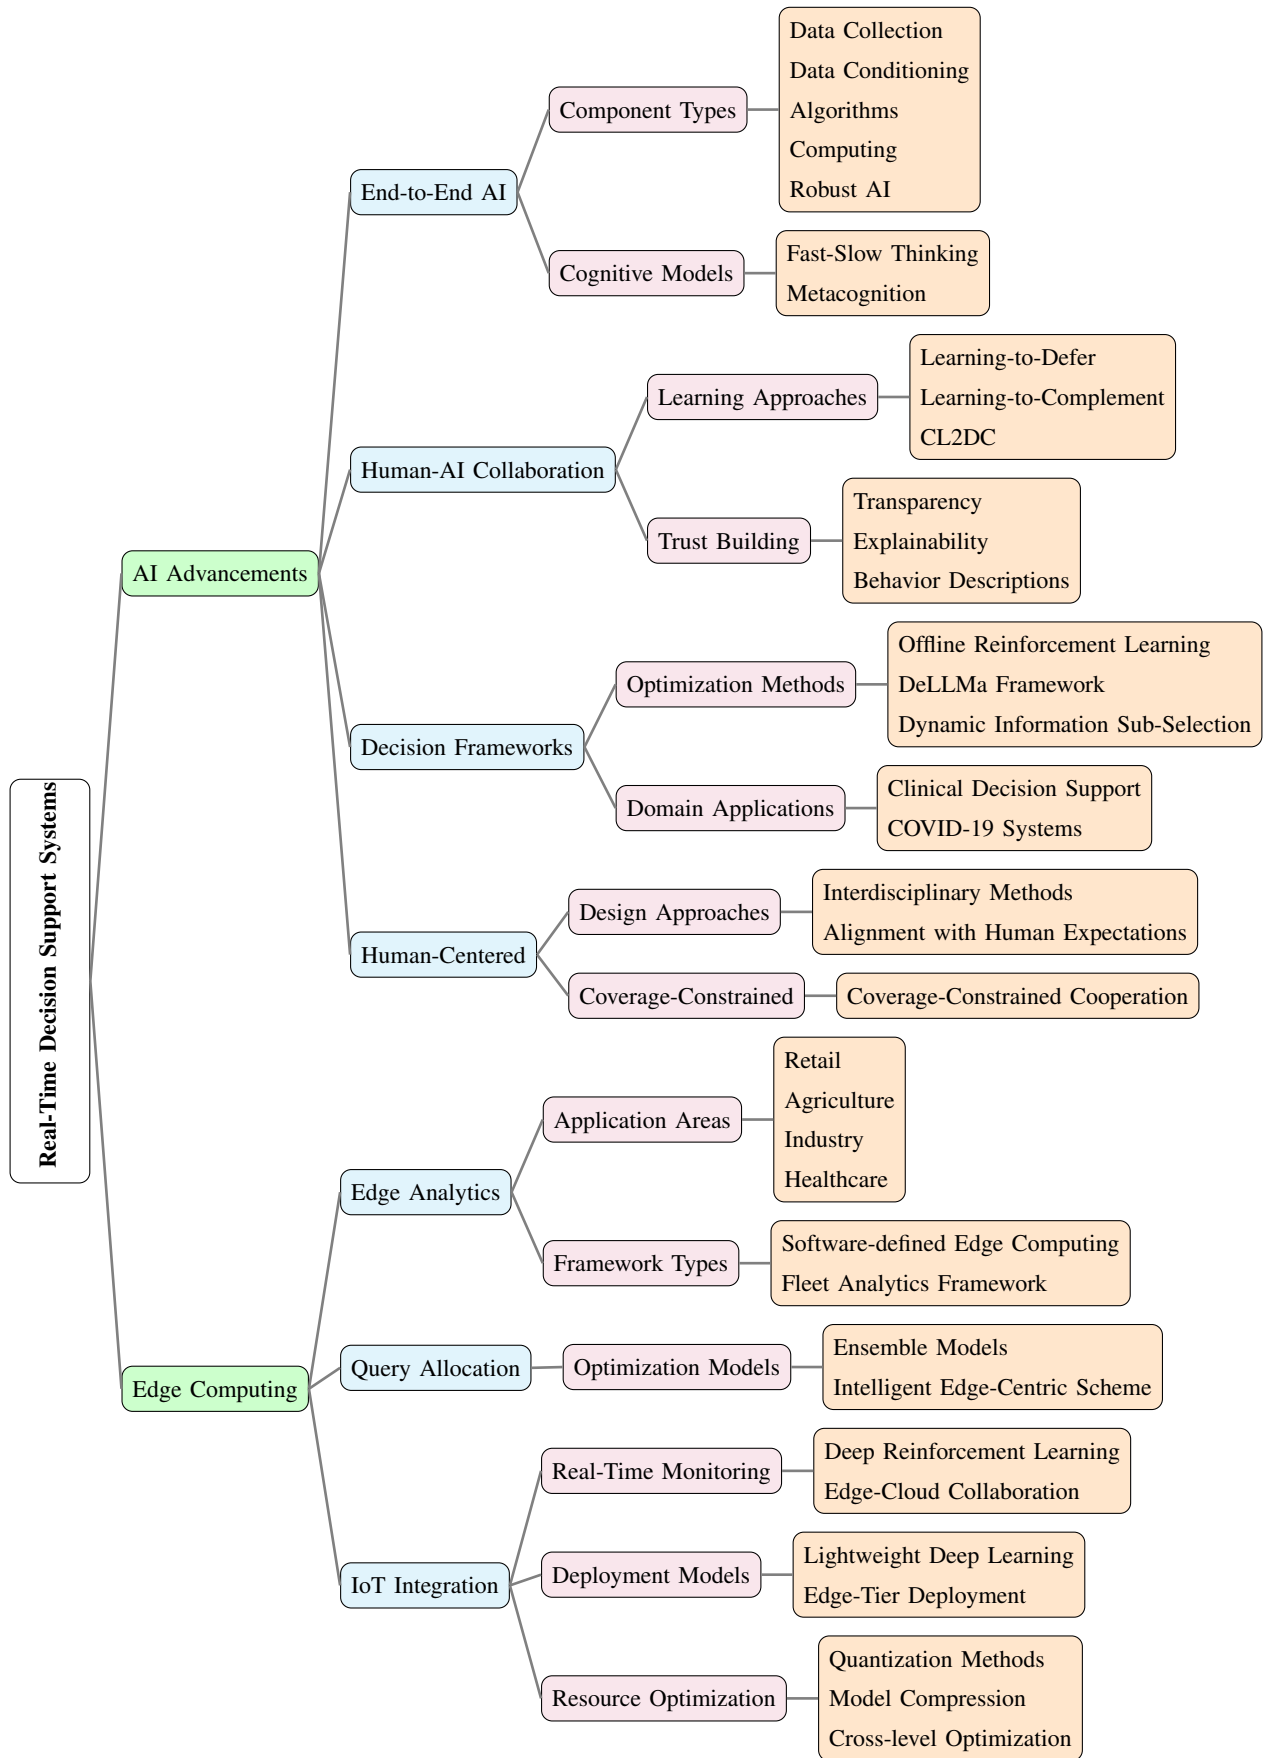 Real-Time Decision Support Systems
AI Advancements
End-to-End AI
Component Types
Data Collection
Data Conditioning
Algorithms
Computing
Robust AI
Cognitive Models
Fast-Slow Thinking
Metacognition
Human-AI Collaboration
Learning Approaches
Learning-to-Defer
Learning-to-Complement
CL2DC
Trust Building
Transparency
Explainability
Behavior Descriptions
Decision Frameworks
Optimization Methods
Offline Reinforcement Learning
DeLLMa Framework
Dynamic Information Sub-Selection
Domain Applications
Clinical Decision Support
COVID-19 Systems
Human-Centered
Design Approaches
Interdisciplinary Methods
Alignment with Human Expectations
Coverage-Constrained
Coverage-Constrained Cooperation
Edge Computing
Edge Analytics
Application Areas
Retail
Agriculture
Industry
Healthcare
Framework Types
Software-defined Edge Computing
Fleet Analytics Framework
Query Allocation
Optimization Models
Ensemble Models
Intelligent Edge-Centric Scheme
IoT Integration
Real-Time Monitoring
Deep Reinforcement Learning
Edge-Cloud Collaboration
Deployment Models
Lightweight Deep Learning
Edge-Tier Deployment
Resource Optimization
Quantization Methods
Model Compression
Cross-level Optimization